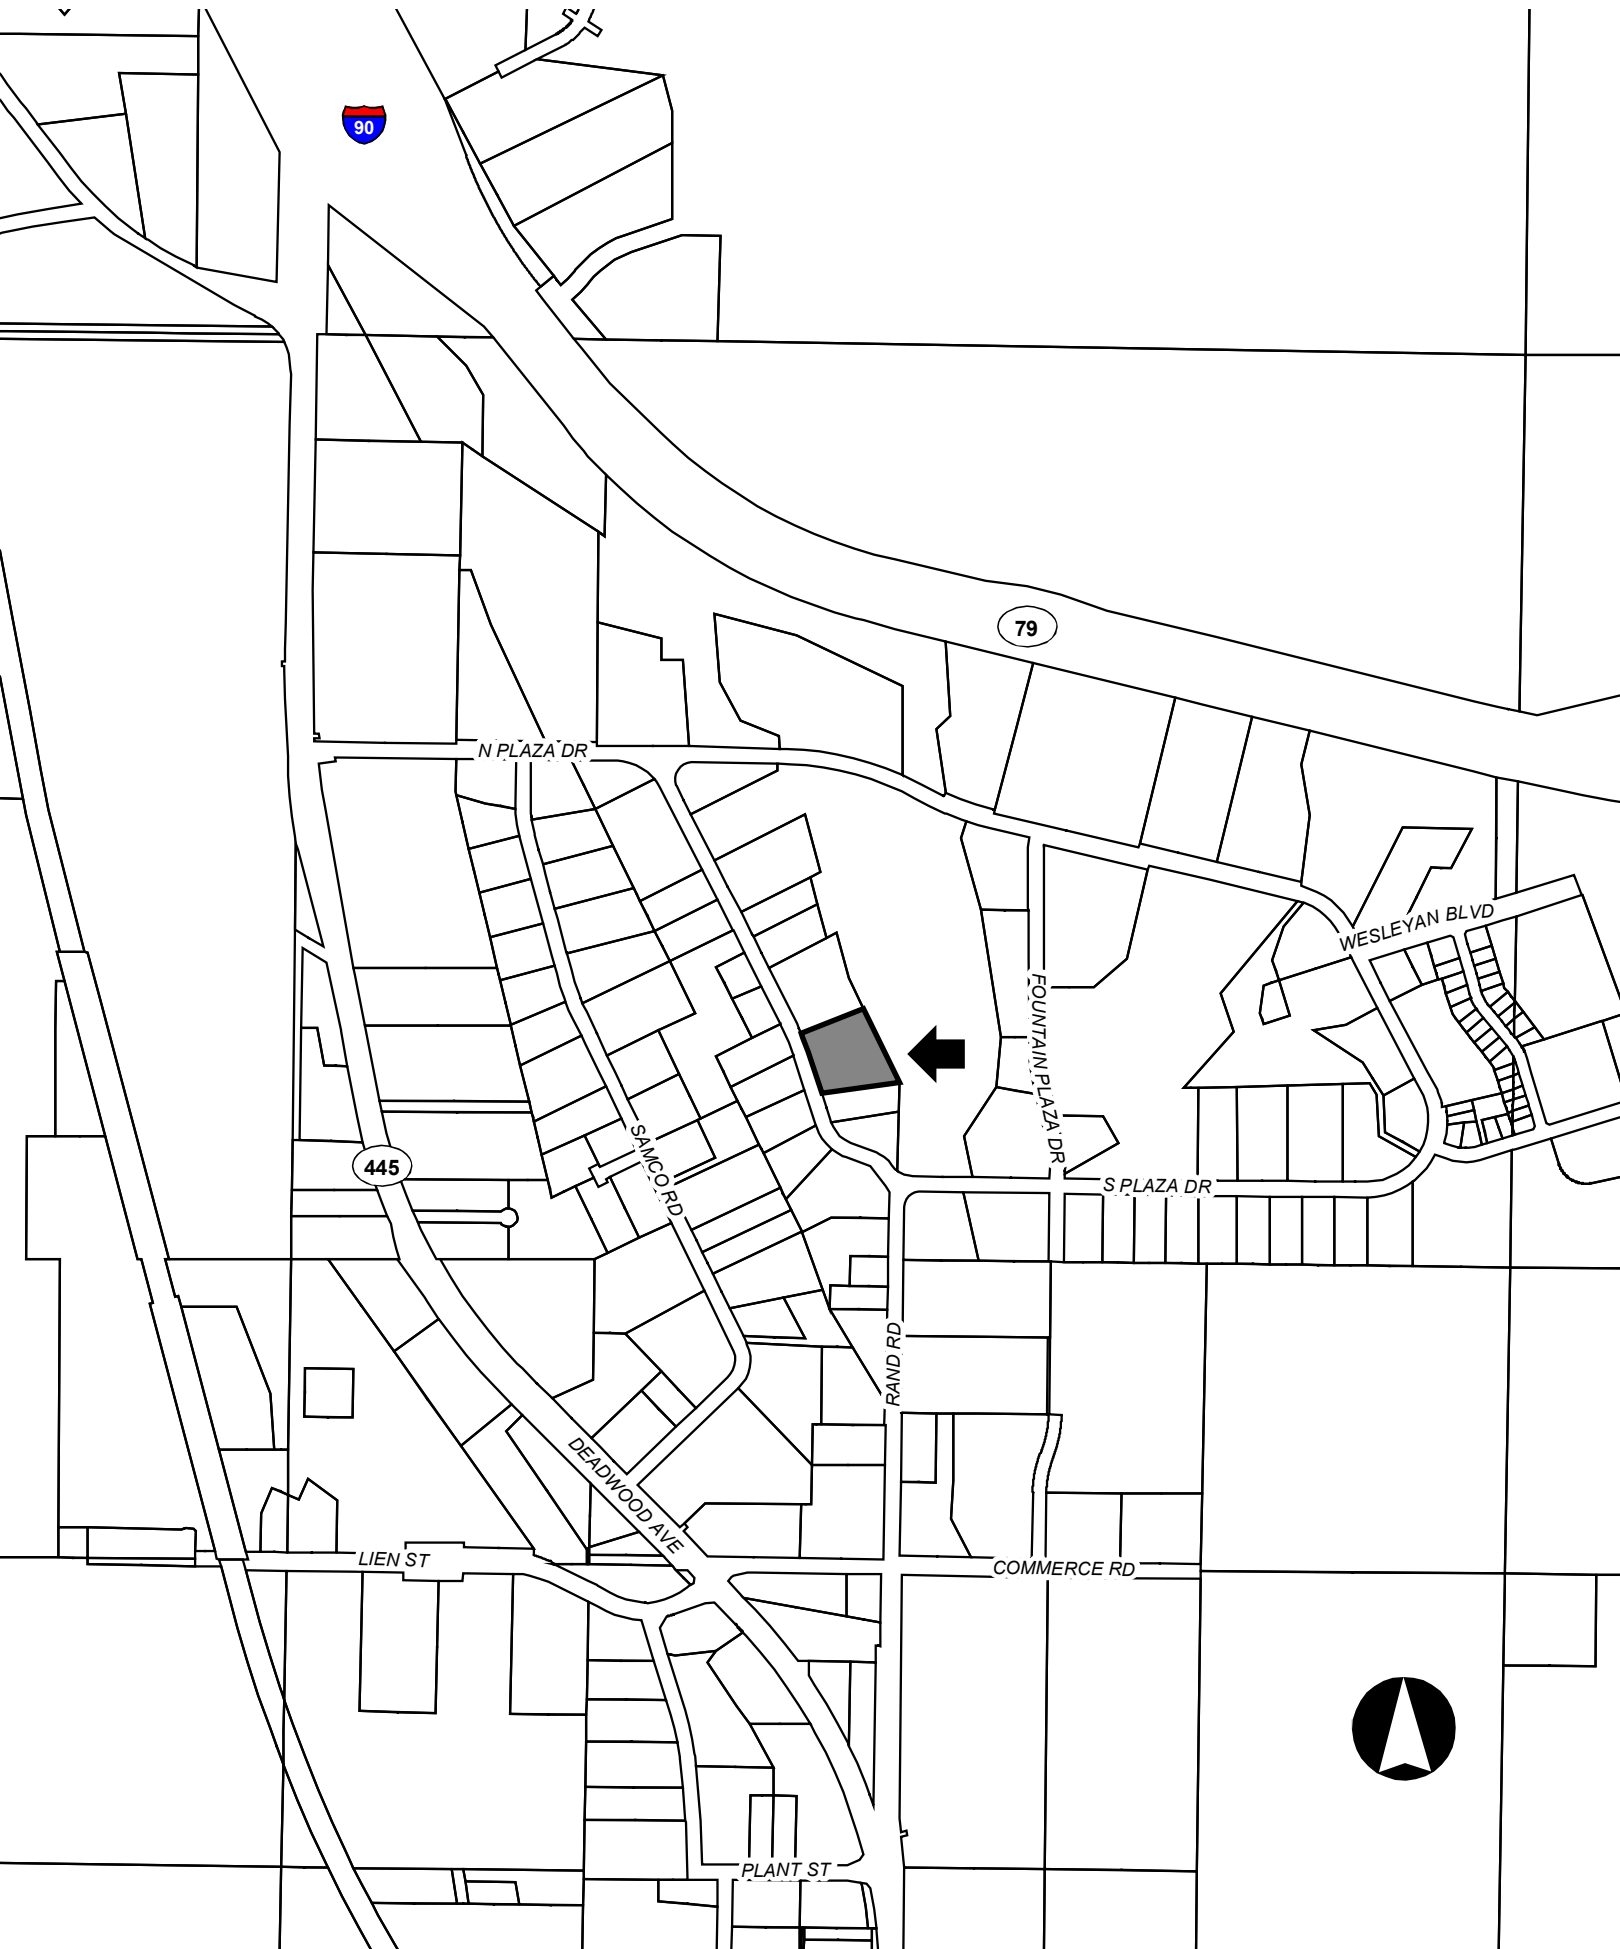 90
79
N PLAZA DR
WESLEYAN BLVD
FOUNTAIN PLAZA DR
445
SAMCO RD
S PLAZA DR
RAND RD
DEADWOOD AVE
LIEN ST
COMMERCE RD
PLANT ST